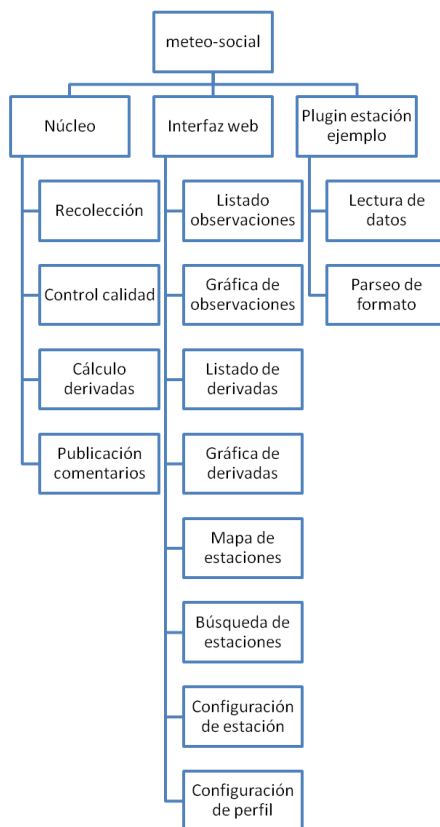 meteo-social
Núcleo
Interfaz web
Plugin estación
ejemplo
Recolección
Control calidad
Cálculo
derivadas
Publicación
comentarios
Listado
observaciones
Gráfica de
observaciones
Listado de
derivadas
Gráfica de
derivadas
Mapa de
estaciones
Búsqueda de
estaciones
Configuración
de estación
Configuración
de perfil
Lectura de
datos
Parseo de
formato